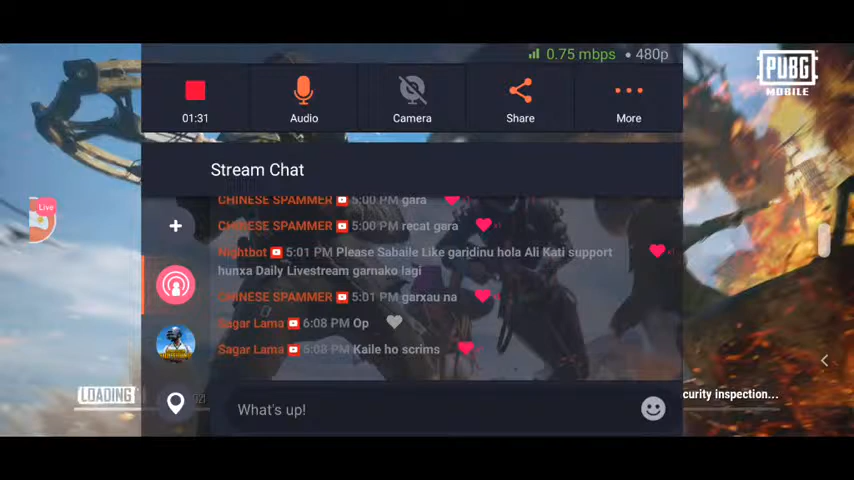 0.75 mbps • 480p
PUBG
MOBILE
01:31
Audio
Camera
Share
More
Live
Stream Chat
CHINESE SPAMMER 5:00 PM gara
CHINESE SPAMMER 5:00 PM recat gara
Nightbot 5:01 PM Please Sabaile Like garidinu hola Ali Kati support
hunxa Daily Livestream garnako lagi
CHINESE SPAMMER 5:01 PM garxau na
Sagar Lama 6:08 PM Op
Sagar Lama 5:08 PM Kaile ho scrims
LOADING
curity inspection...
What's up!